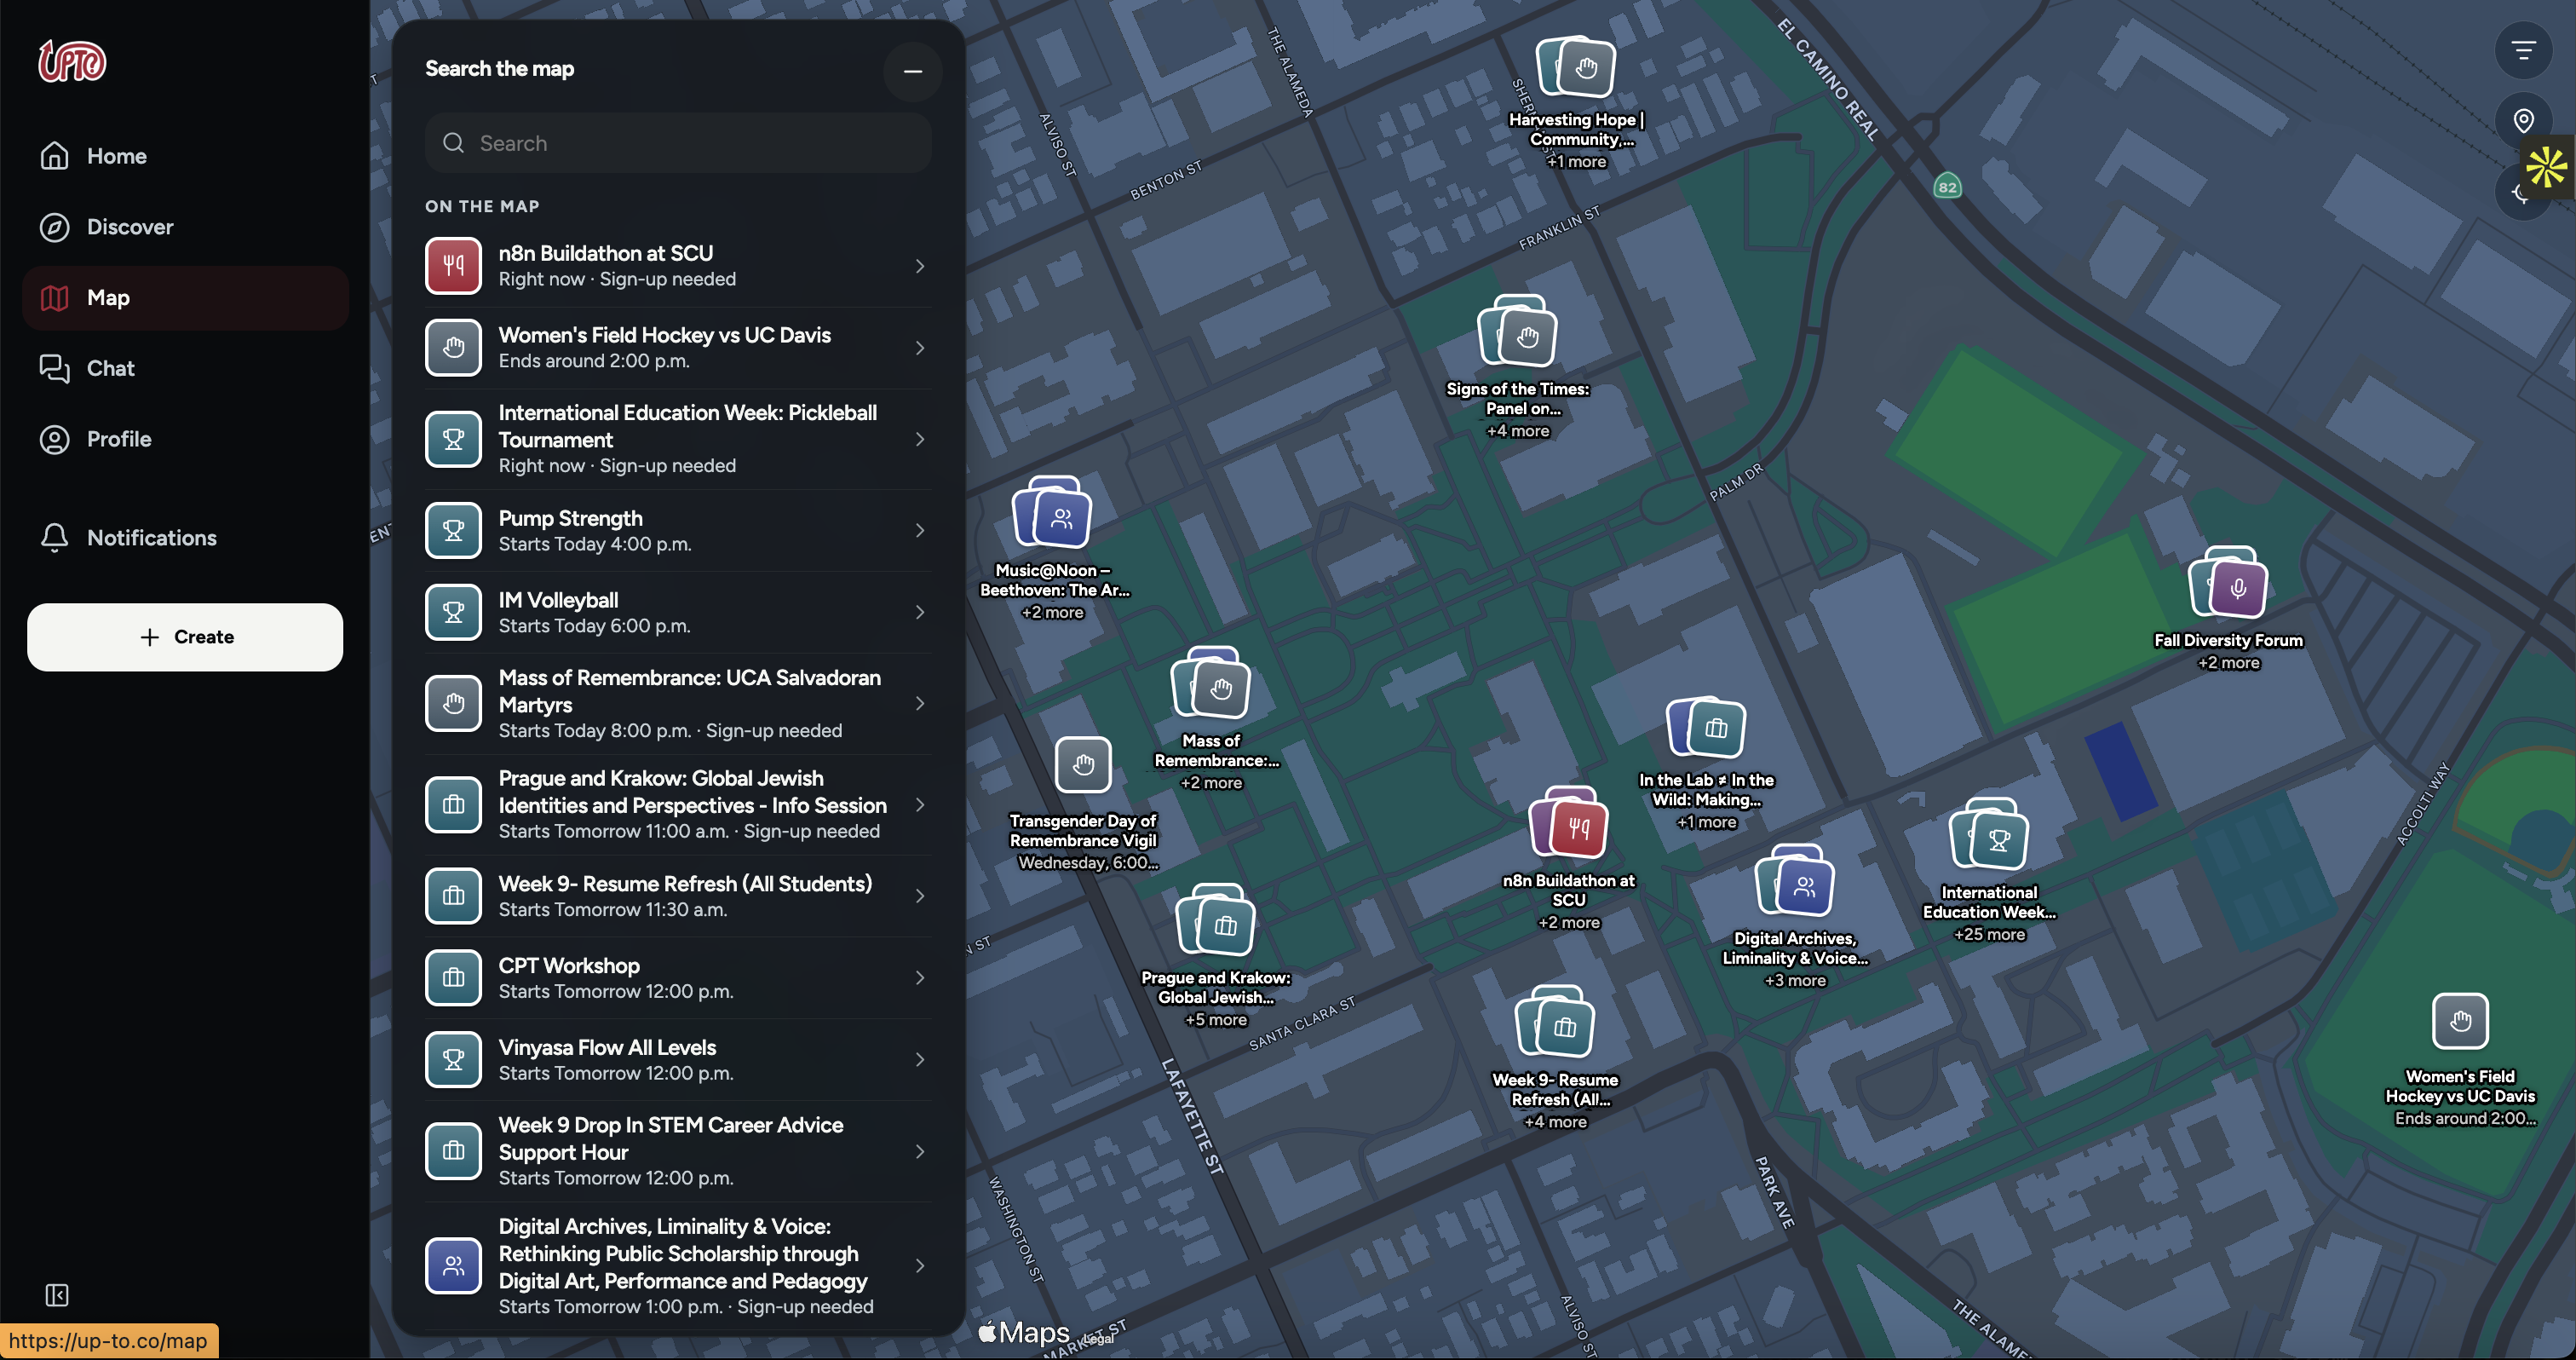 UPTO
Home
Discover
Map
Chat
Profile
Notifications
+ Create
https://up-to.co/map
Search the map
Search
ON THE MAP
n8n Buildathon at SCU
Right now · Sign-up needed
Women's Field Hockey vs UC Davis
Ends around 2:00 p.m.
International Education Week: Pickleball
Tournament
Right now · Sign-up needed
Pump Strength
Starts Today 4:00 p.m.
IM Volleyball
Starts Today 6:00 p.m.
Mass of Remembrance: UCA Salvadoran
Martyrs
Starts Today 8:00 p.m. · Sign-up needed
Prague and Krakow: Global Jewish
Identities and Perspectives - Info Session
Starts Tomorrow 11:00 a.m. · Sign-up needed
Week 9- Resume Refresh (All Students)
Starts Tomorrow 11:30 a.m.
CPT Workshop
Starts Tomorrow 12:00 p.m.
Vinyasa Flow All Levels
Starts Tomorrow 12:00 p.m.
Week 9 Drop In STEM Career Advice
Support Hour
Starts Tomorrow 12:00 p.m.
Digital Archives, Liminality & Voice:
Rethinking Public Scholarship through
Digital Art, Performance and Pedagogy
Starts Tomorrow 1:00 p.m. · Sign-up needed
THE ALAMEDA
ALVISO ST
BENTON ST
FRANKLIN ST
EL CAMINO REAL
82
PALM DR
Harvesting Hope |
Community,...
+1 more
Signs of the Times:
Panel on...
+4 more
Music@Noon –
Beethoven: The Ar...
+2 more
Fall Diversity Forum
+2 more
Mass of
Remembrance:...
+2 more
Transgender Day of
Remembrance Vigil
Wednesday, 6:00...
In the Lab ≠ In the
Wild: Making...
+1 more
n8n Buildathon at
SCU
+2 more
Digital Archives,
Liminality & Voice...
+3 more
International
Education Week...
+25 more
Prague and Krakow:
Global Jewish...
+5 more
Week 9- Resume
Refresh (All...
+4 more
Women's Field
Hockey vs UC Davis
Ends around 2:00...
ACCOLTI WAY
SANTA CLARA ST
LAFAYETTE ST
WASHINGTON ST
PARK AVE
ALVISO ST
MARKET ST
Maps
Legal